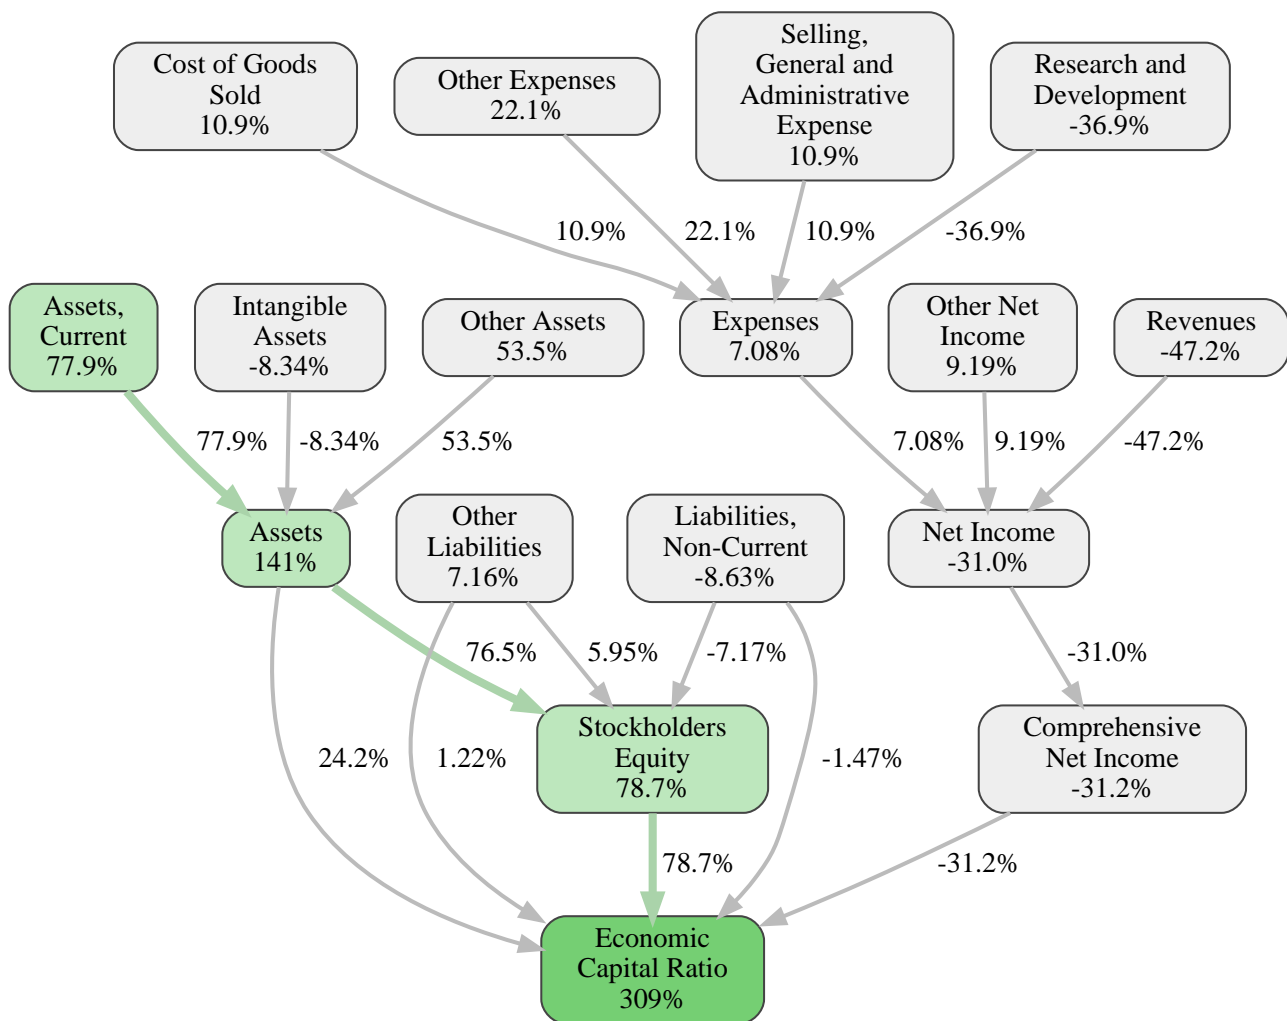 Cost of Goods
Sold
10.9%
Other Expenses
22.1%
Selling,
General and
Administrative
Expense
10.9%
Research and
Development
-36.9%
10.9%
22.1%
10.9%
-36.9%
Assets,
Current
77.9%
Intangible
Assets
-8.34%
Other Assets
53.5%
Expenses
7.08%
Other Net
Income
9.19%
Revenues
-47.2%
77.9%
-8.34%
53.5%
7.08%
9.19%
-47.2%
Assets
141%
Other
Liabilities
7.16%
Liabilities,
Non-Current
-8.63%
Net Income
-31.0%
76.5%
5.95%
-7.17%
-31.0%
Stockholders
Equity
78.7%
Comprehensive
Net Income
-31.2%
24.2%
1.22%
-1.47%
78.7%
-31.2%
Economic
Capital Ratio
309%